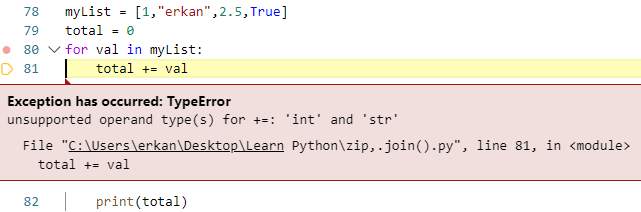 78 myList = [1,"erkan",2.5,True]
79 total = 0
80 for val in myList:
81 total += val
Exception has occurred: TypeError
unsupported operand type(s) for +=: 'int' and 'str'
File "C:\Users\erkan\Desktop\Learn Python\zip,.join().py", line 81, in <module>
total += val
82 print(total)